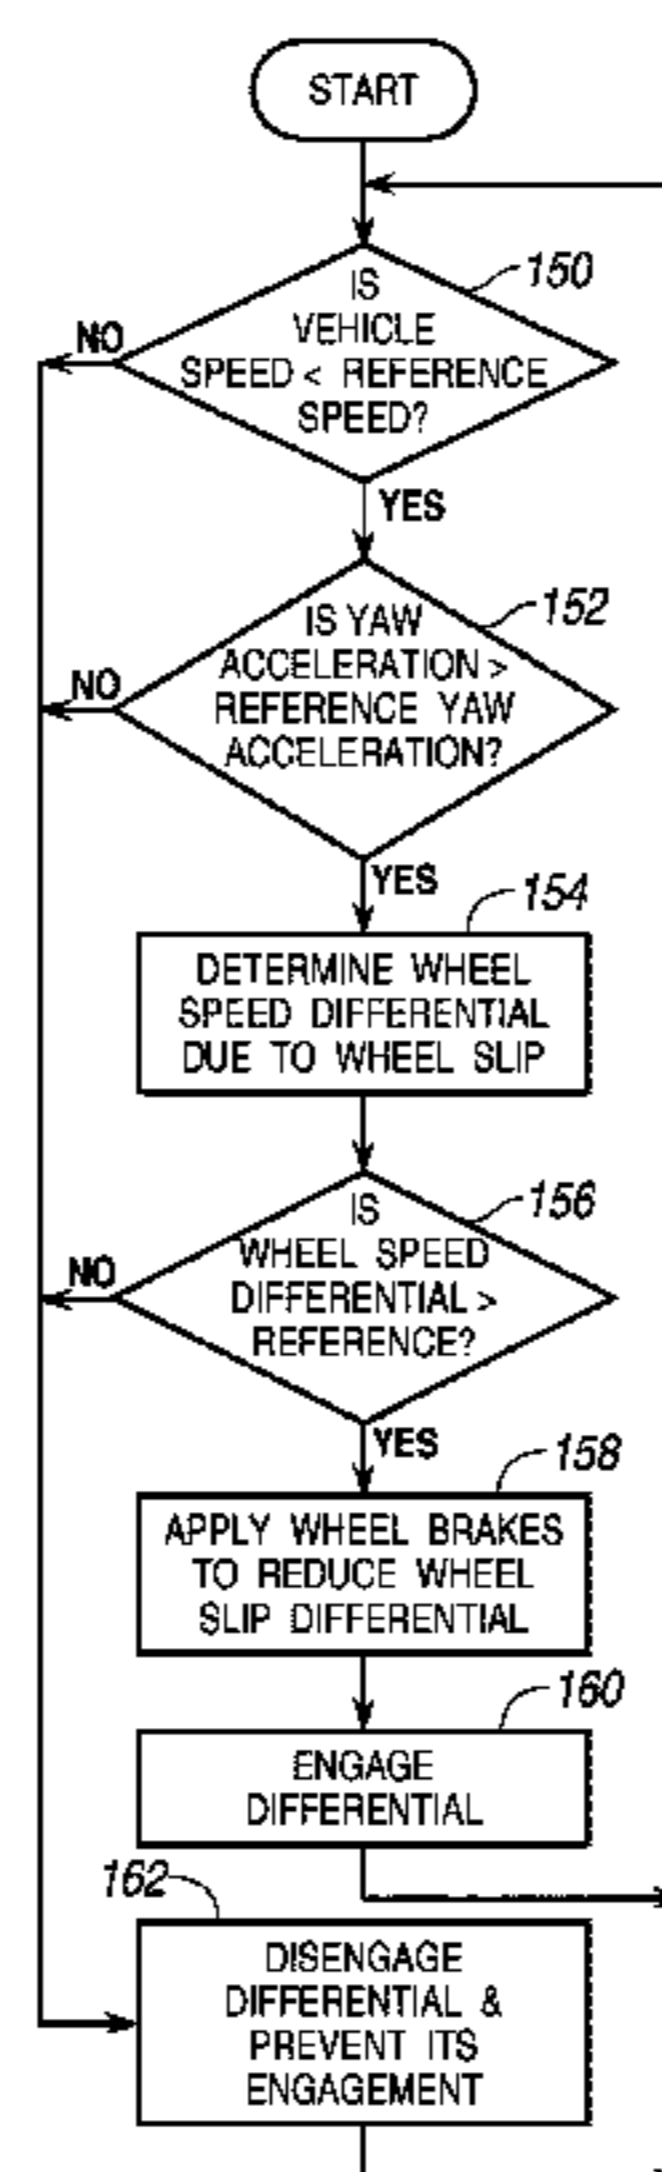 START
150
IS
VEHICLE
SPEED < REFERENCE
SPEED?
NO
YES
152
IS YAW
ACCELERATION >
REFERENCE YAW
ACCELERATION?
NO
YES
154
DETERMINE WHEEL
SPEED DIFFERENTIAL
DUE TO WHEEL SLIP
156
IS
WHEEL SPEED
DIFFERENTIAL >
REFERENCE?
NO
YES
158
APPLY WHEEL BRAKES
TO REDUCE WHEEL
SLIP DIFFERENTIAL
160
ENGAGE
DIFFERENTIAL
162
DISENGAGE
DIFFERENTIAL &
PREVENT ITS
ENGAGEMENT